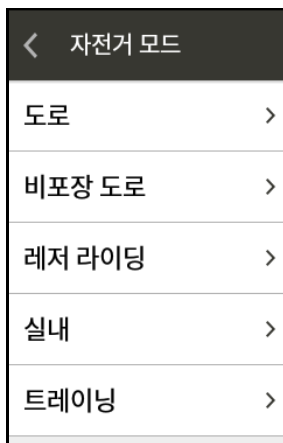 자전거 모드
도로
비포장 도로
레저 라이딩
실내
트레이닝